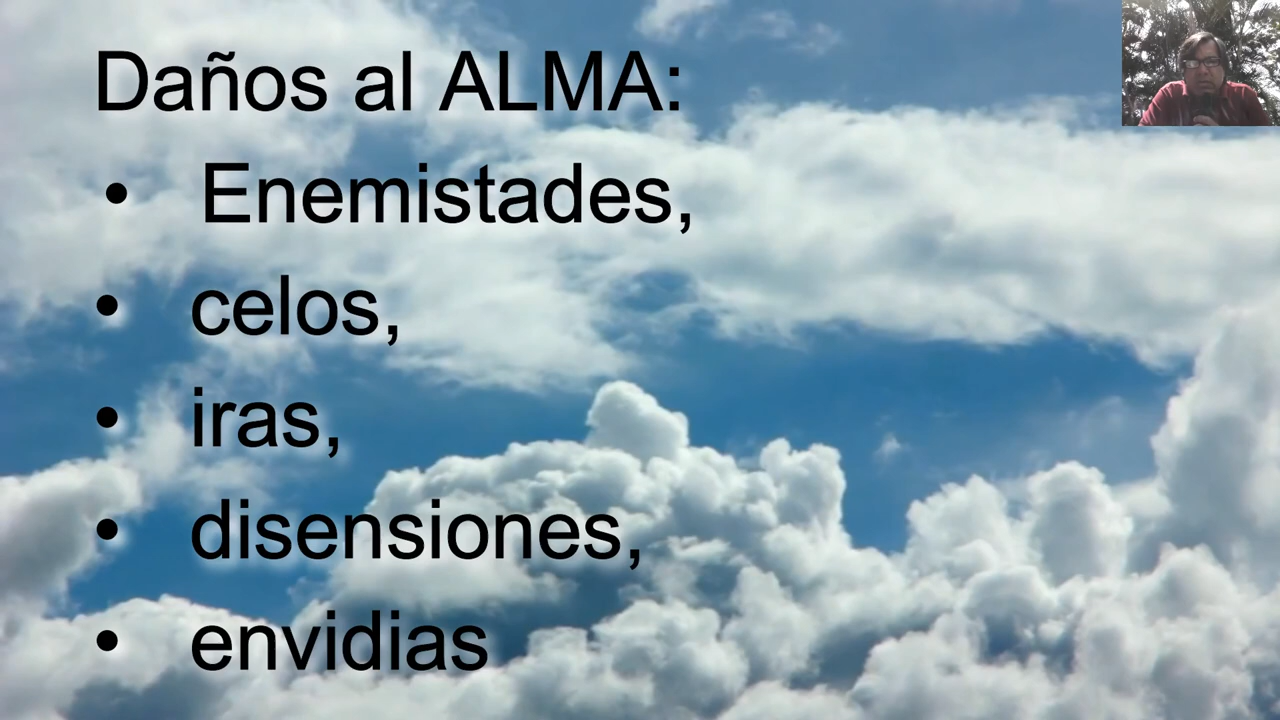 Daños al ALMA:
• Enemistades,
• celos,
• iras,
• disensiones,
• envidias